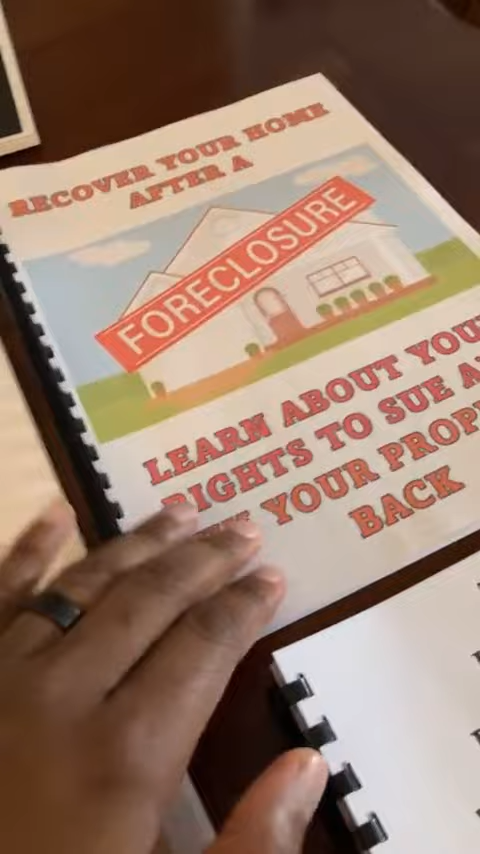 RECOVER YOUR HOME
AFTER A
FORECLOSURE
LEARN ABOUT YOU
RIGHTS TO SUE A
YOUR PROP
BACK